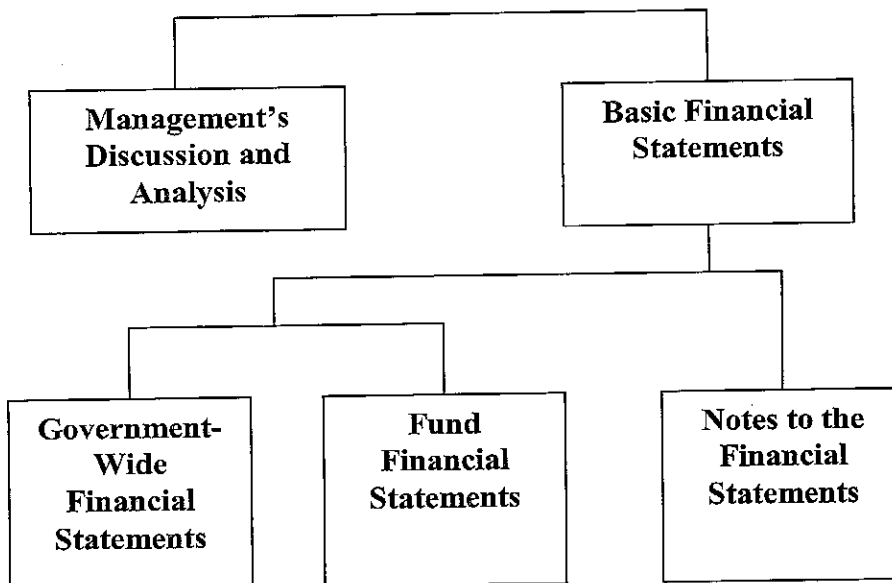 Management's
Discussion and
Analysis
Basic Financial
Statements
Government-
Wide
Financial
Statements
Fund
Financial
Statements
Notes to the
Financial
Statements